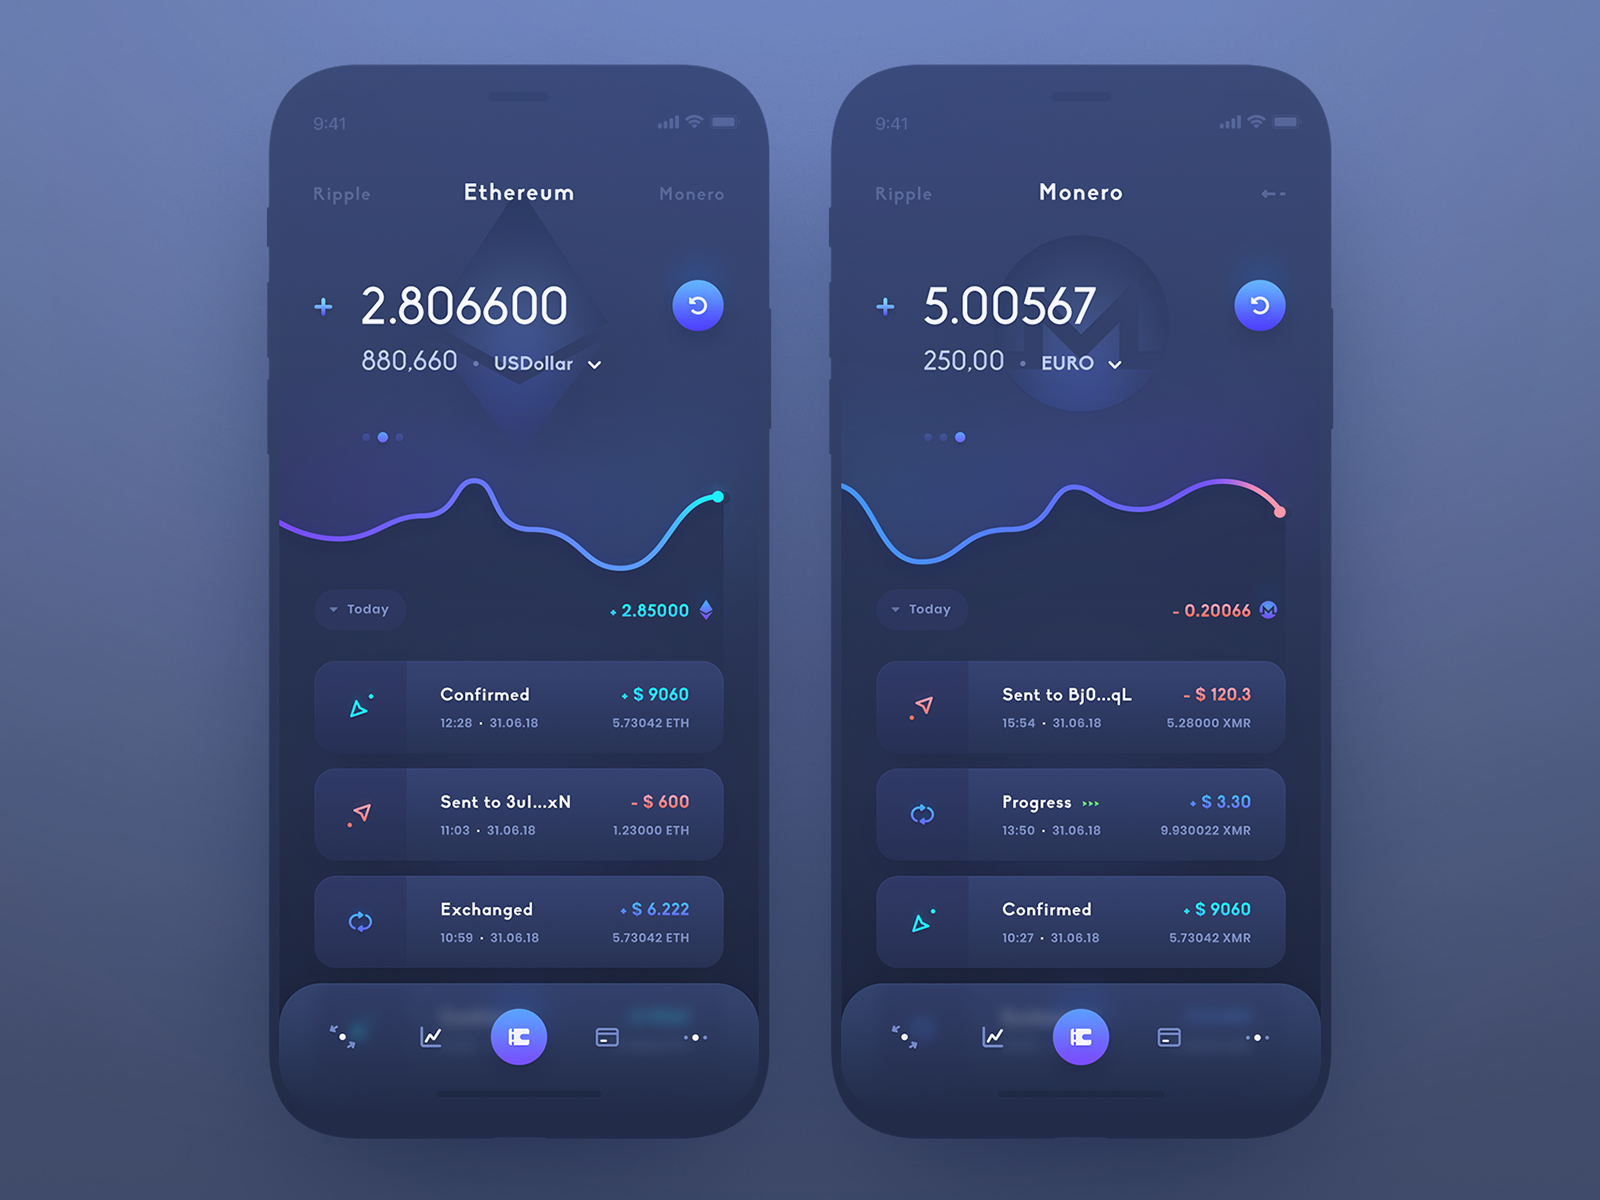 9:41
Ripple Ethereum Monero
+ 2.806600
880,660 • USDollar
Today + 2.85000
Confirmed + $ 9060
12:28 • 31.06.18 5.73042 ETH
Sent to 3ul...xN - $ 600
11:03 • 31.06.18 1.23000 ETH
Exchanged + $ 6.222
10:59 • 31.06.18 5.73042 ETH
9:41
Ripple Monero
+ 5.00567
250,00 • EURO
Today - 0.20066
Sent to Bj0...qL - $ 120.3
15:54 • 31.06.18 5.28000 XMR
Progress + $ 3.30
13:50 • 31.06.18 9.930022 XMR
Confirmed + $ 9060
10:27 • 31.06.18 5.73042 XMR